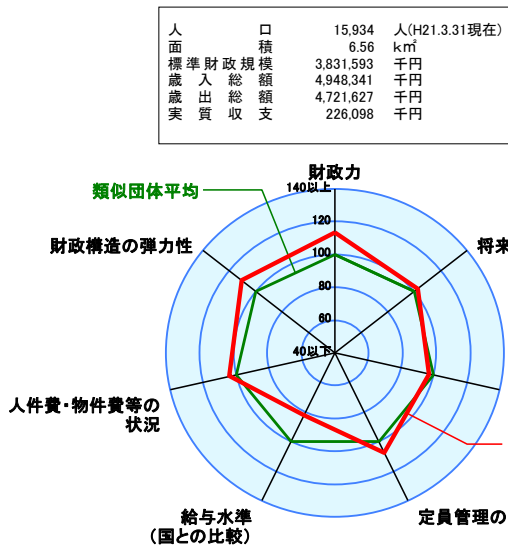 人口 15,934 人(H21.3.31現在)
面積 6.56 k㎡
標準財政規模 3,831,593 千円
歳入総額 4,948,341 千円
歳出総額 4,721,627 千円
実質収支 226,098 千円
財政力
140以上
類似団体平均
120
財政構造の弾力性
将来
100
80
60
40以下
人件費・物件費等の
状況
給与水準
(国との比較)
定員管理の